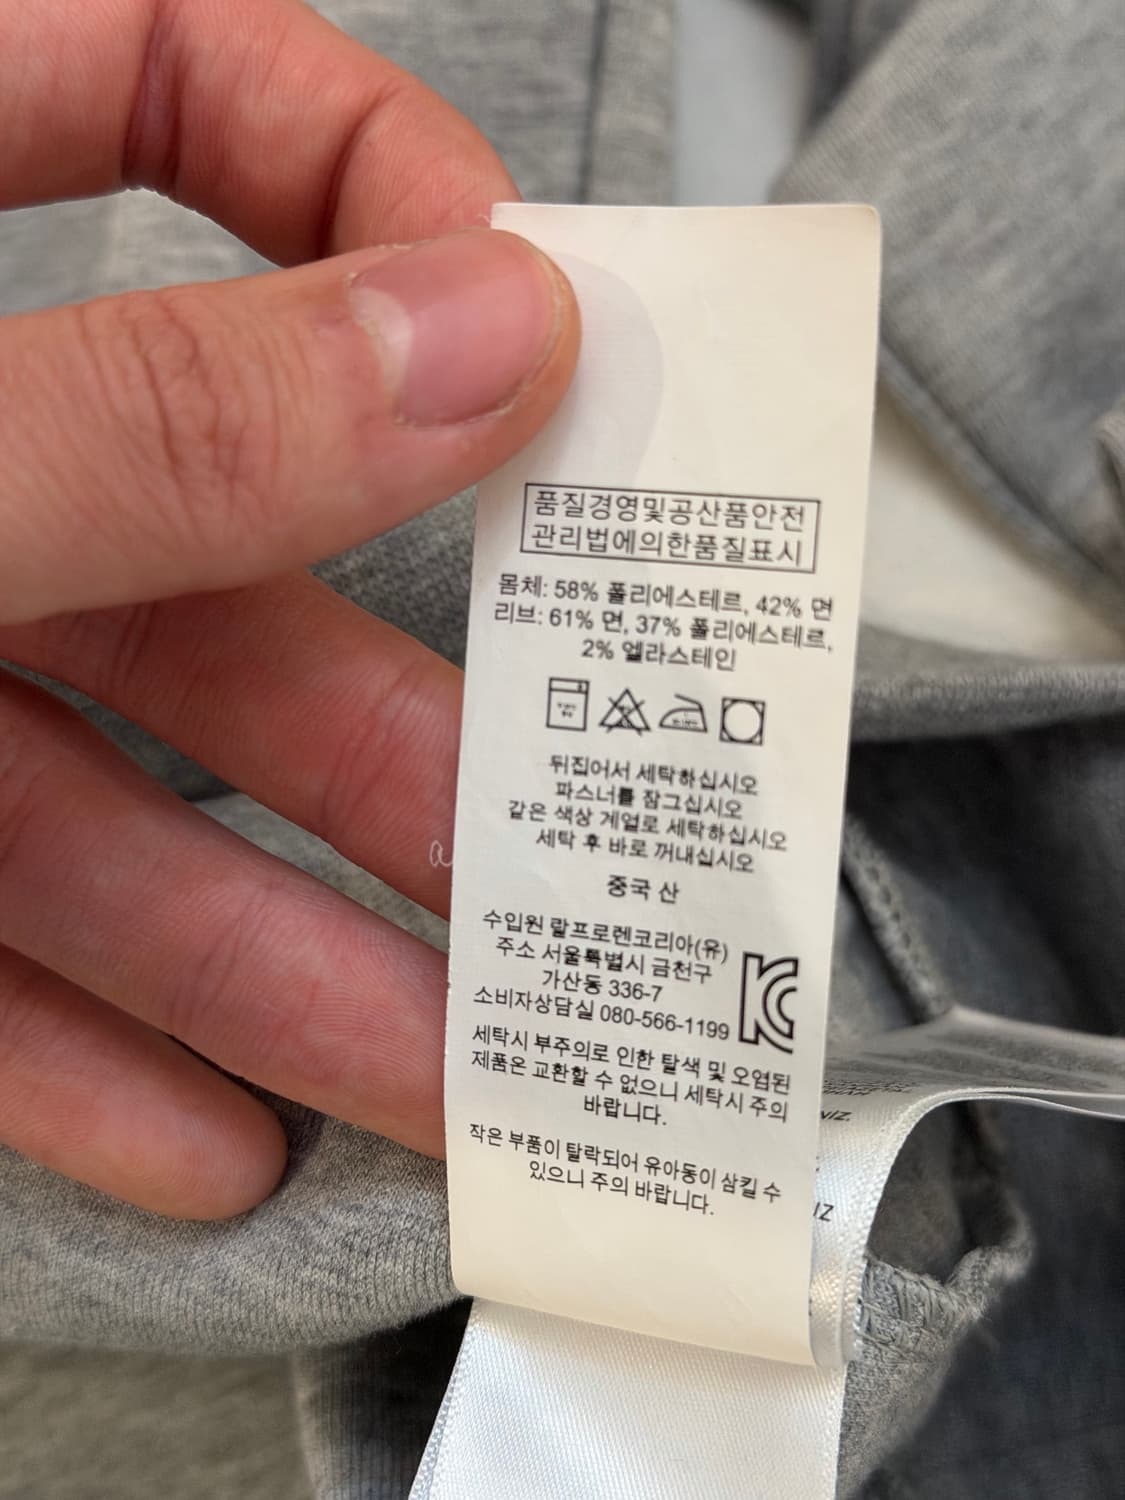 품질경영및공산품안전
관리법에의한품질표시
몸체: 58% 폴리에스테르, 42% 면
리브: 61% 면, 37% 폴리에스테르,
2% 엘라스테인
뒤집어서 세탁하십시오
파스너를 잠그십시오
같은 색상 계열로 세탁하십시오
세탁 후 바로 꺼내십시오
중국 산
수입원 랄프로렌코리아(유)
주소 서울특별시 금천구
가산동 336-7
소비자상담실 080-566-1199
세탁시 부주의로 인한 탈색 및 오염된
제품은 교환할 수 없으니 세탁시 주의
바랍니다.
작은 부품이 탈락되어 유아동이 삼킬 수
있으니 주의 바랍니다.